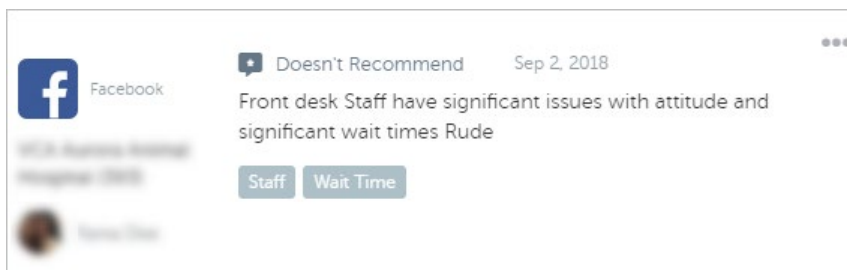 Facebook
Doesn't Recommend
Sep 2, 2018
Front desk Staff have significant issues with attitude and
significant wait times Rude
Staff
Wait Time